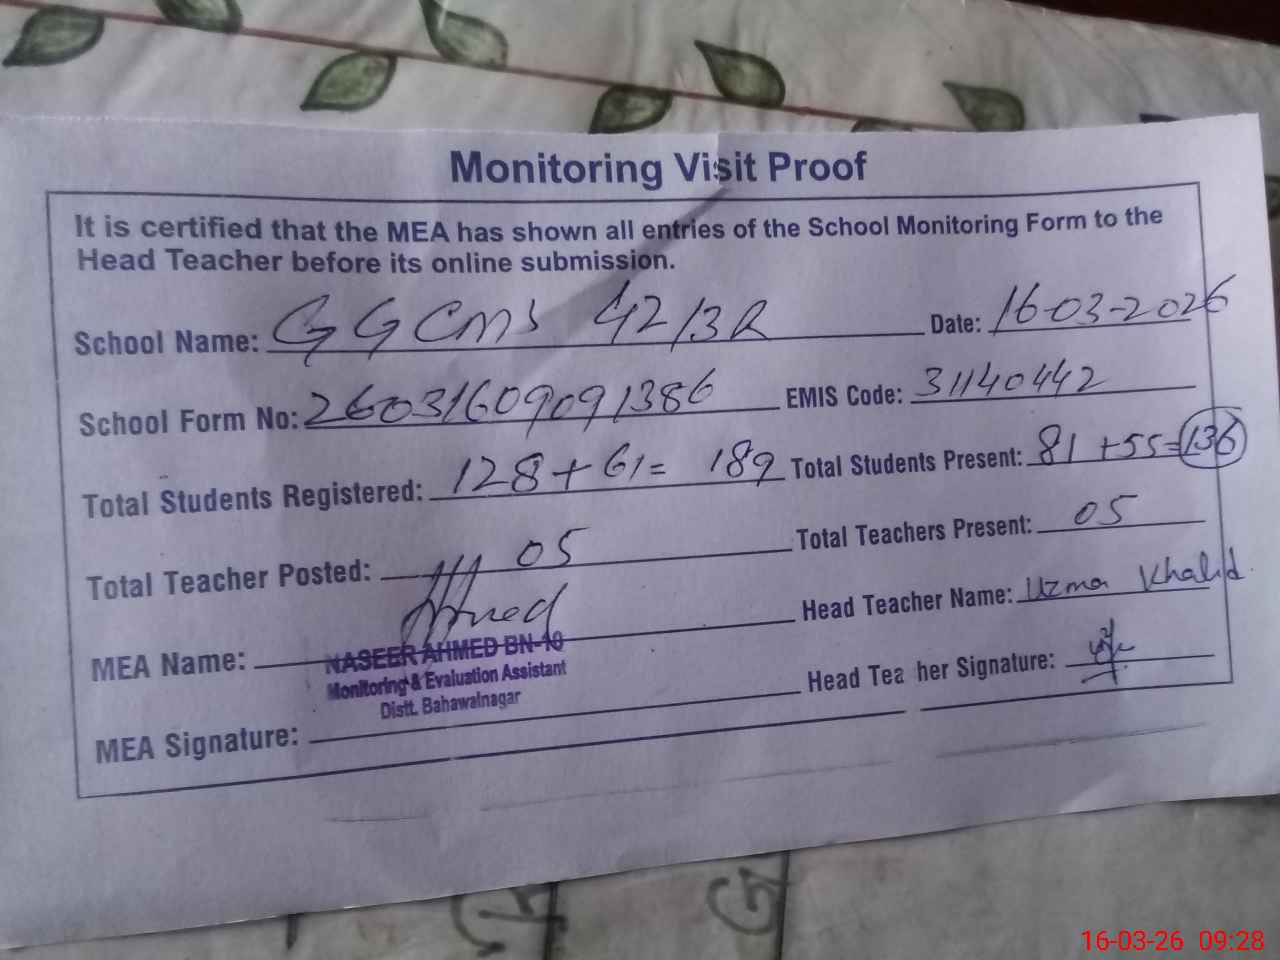 Monitoring Visit Proof
It is certified that the MEA has shown all entries of the School Monitoring Form to the
Head Teacher before its online submission.
School Name: GGCMS 42/3R Date: 16-03-2026
School Form No: 26031609091386 EMIS Code: 31140442
Total Students Registered: 128+61= 189 Total Students Present: 81+55=136
Total Teacher Posted: 05 Total Teachers Present: 05
MEA Name: Ahmed Head Teacher Name: Uzma Khalid
NASEER AHMED BN-10
Monitoring & Evaluation Assistant
Distt. Bahawalnagar
MEA Signature: Head Tea her Signature:
16-03-26 09:28